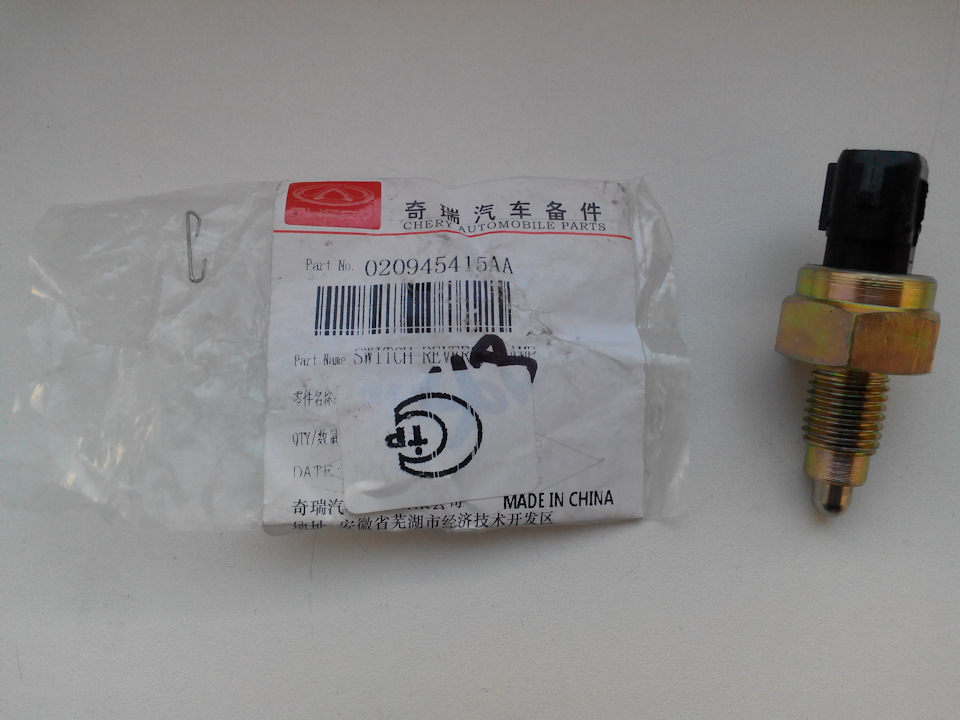 CHERY
奇瑞汽车备件
CHERY AUTOMOBILE PARTS
Part No. 020945415AA
Part Name SWITCH-REVER
零件名称:
QTY/数量
DATE:
奇瑞汽
MADE IN CHINA
地址: 安徽省芜湖市经济技术开发区